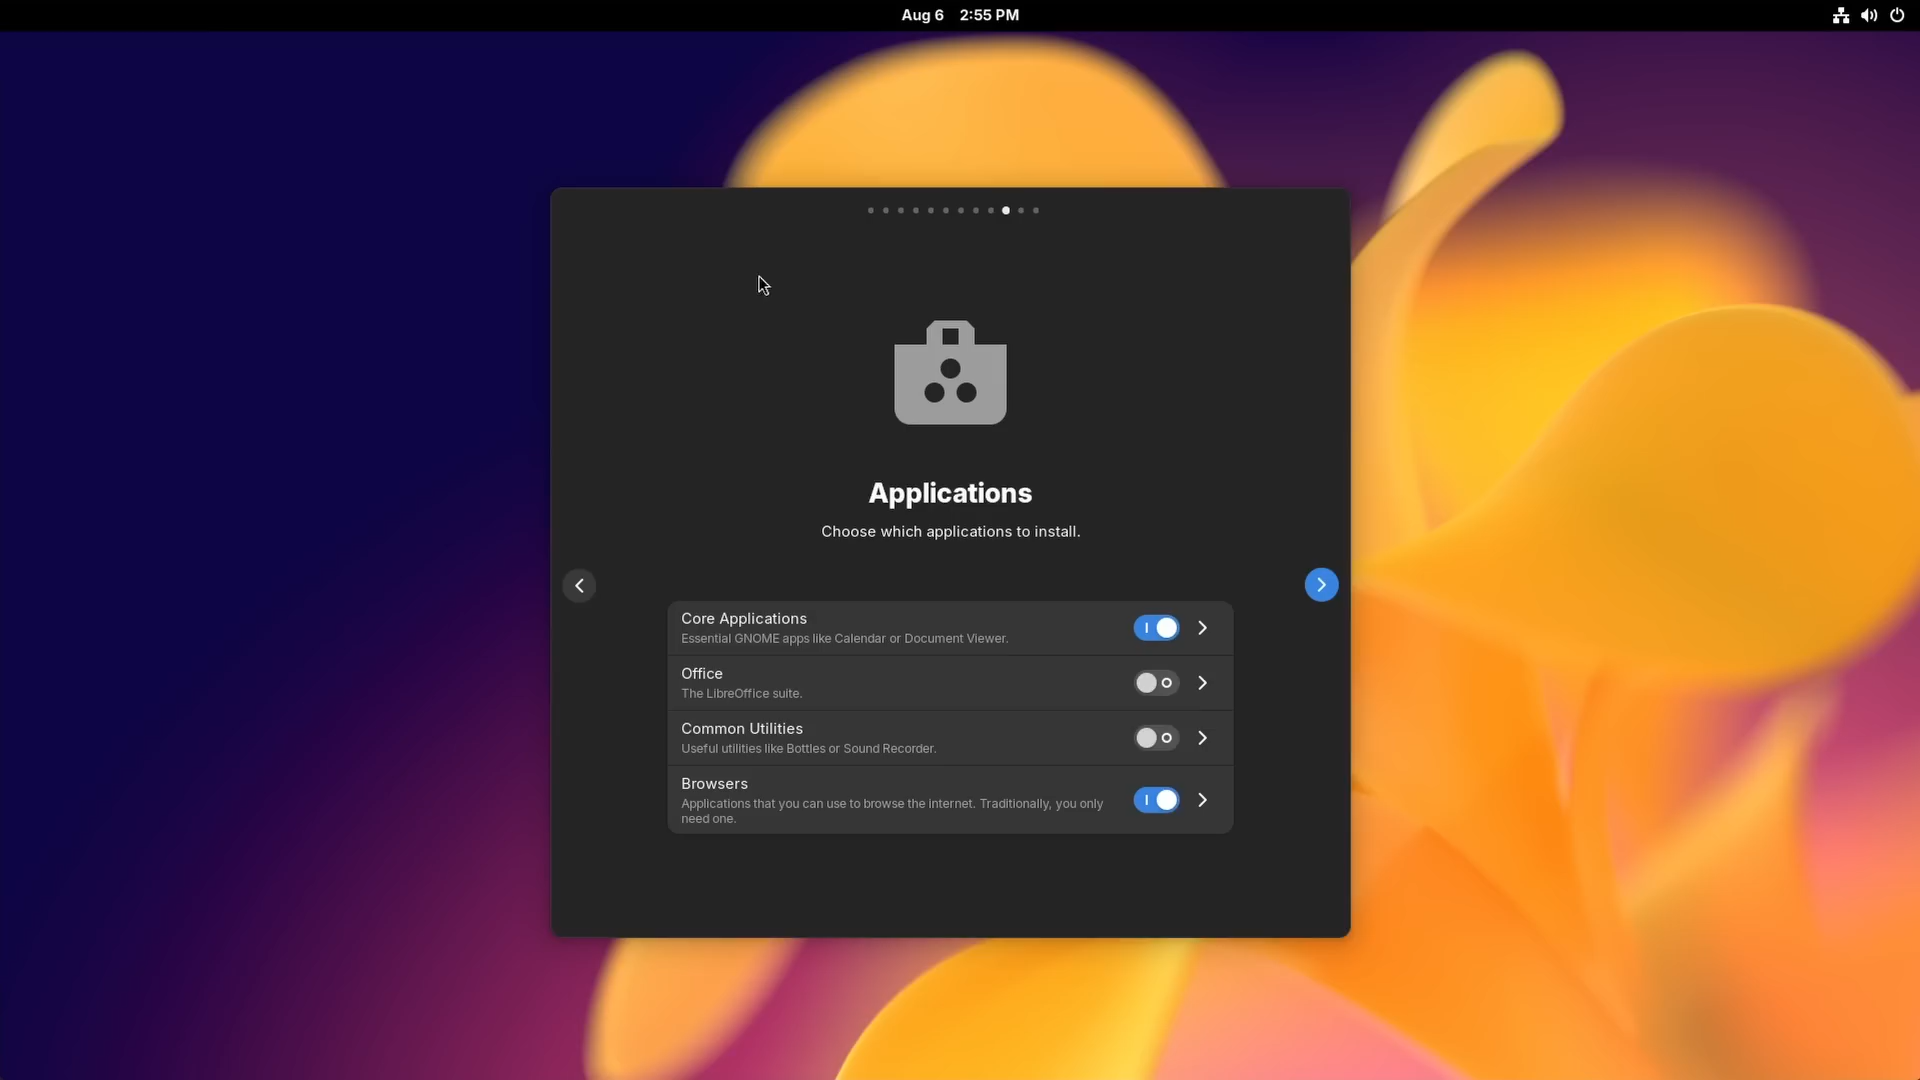 Aug 6 2:55 PM
Applications
Choose which applications to install.
Core Applications
Essential GNOME apps like Calendar or Document Viewer.
Office
The LibreOffice suite.
Common Utilities
Useful utilities like Bottles or Sound Recorder.
Browsers
Applications that you can use to browse the internet. Traditionally, you only
need one.